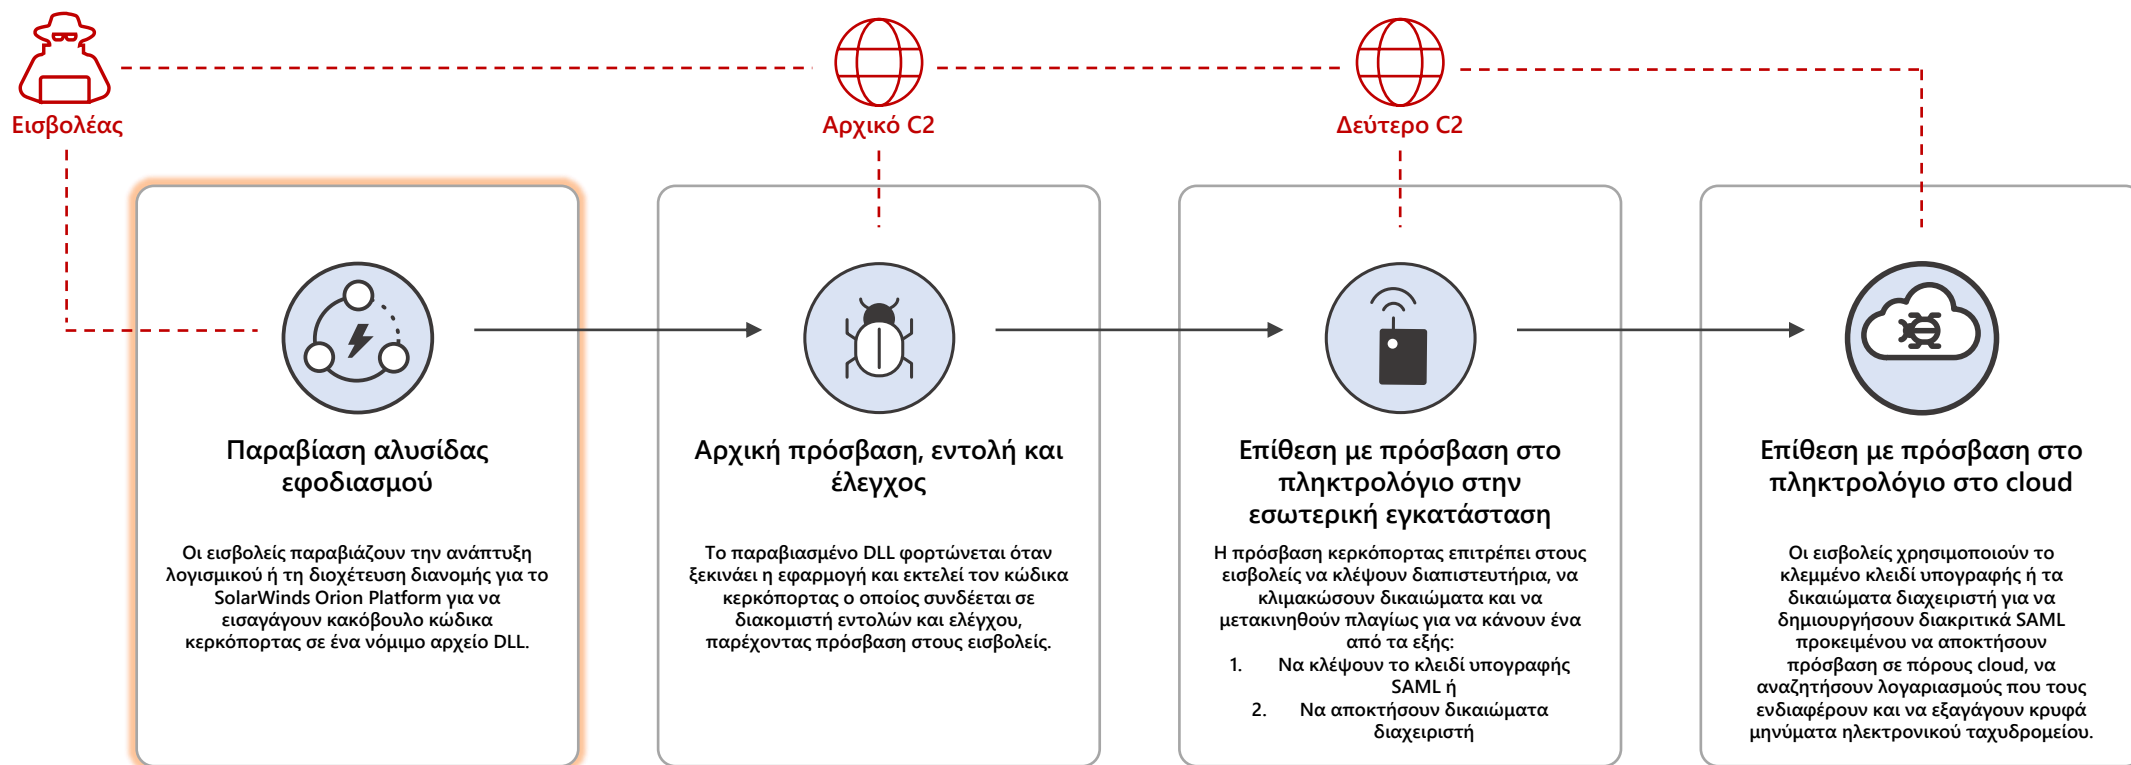 Εισβολέας
Αρχικό C2
Δεύτερο C2
Παραβίαση αλυσίδας
εφοδιασμού
Οι εισβολείς παραβιάζουν την ανάπτυξη
λογισμικού ή τη διοχέτευση διανομής για το
SolarWinds Orion Platform για να
εισαγάγουν κακόβουλο κώδικα
κερκόπορτας σε ένα νόμιμο αρχείο DLL.
Αρχική πρόσβαση, εντολή και
έλεγχος
Το παραβιασμένο DLL φορτώνεται όταν
ξεκινάει η εφαρμογή και εκτελεί τον κώδικα
κερκόπορτας ο οποίος συνδέεται σε
διακομιστή εντολών και ελέγχου,
παρέχοντας πρόσβαση στους εισβολείς.
Επίθεση με πρόσβαση στο
πληκτρολόγιο στην
εσωτερική εγκατάσταση
Η πρόσβαση κερκόπορτας επιτρέπει στους
εισβολείς να κλέψουν διαπιστευτήρια, να
κλιμακώσουν δικαιώματα και να
μετακινηθούν πλαγίως για να κάνουν ένα
από τα εξής:
1. Να κλέψουν το κλειδί υπογραφής
SAML ή
2. Να αποκτήσουν δικαιώματα
διαχειριστή
Επίθεση με πρόσβαση στο
πληκτρολόγιο στο cloud
Οι εισβολείς χρησιμοποιούν το
κλεμμένο κλειδί υπογραφής ή τα
δικαιώματα διαχειριστή για να
δημιουργήσουν διακριτικά SAML
προκειμένου να αποκτήσουν
πρόσβαση σε πόρους cloud, να
αναζητήσουν λογαριασμούς που τους
ενδιαφέρουν και να εξαγάγουν κρυφά
μηνύματα ηλεκτρονικού ταχυδρομείου.